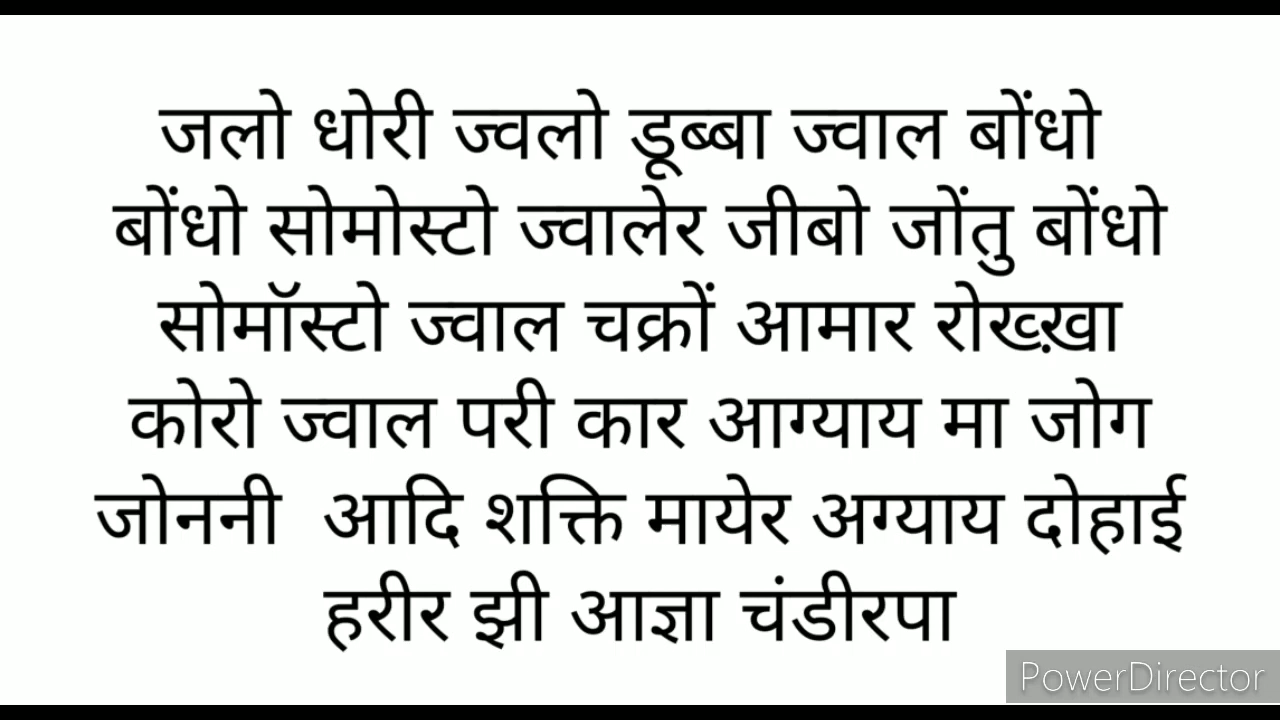 जलो धोरी ज्वलो डूब्बा ज्वाल बोंधो
बोंधो सोमोस्टो ज्वालेर जीबो जोंतु बोंधो
सोमॉस्टो ज्वाल चक्रों आमार रोख्ख़ा
कोरो ज्वाल परी कार आग्याय मा जोग
जोननी आदि शक्ति मायेर अग्याय दोहाई
हरीर झी आज्ञा चंडीरपा
PowerDirector